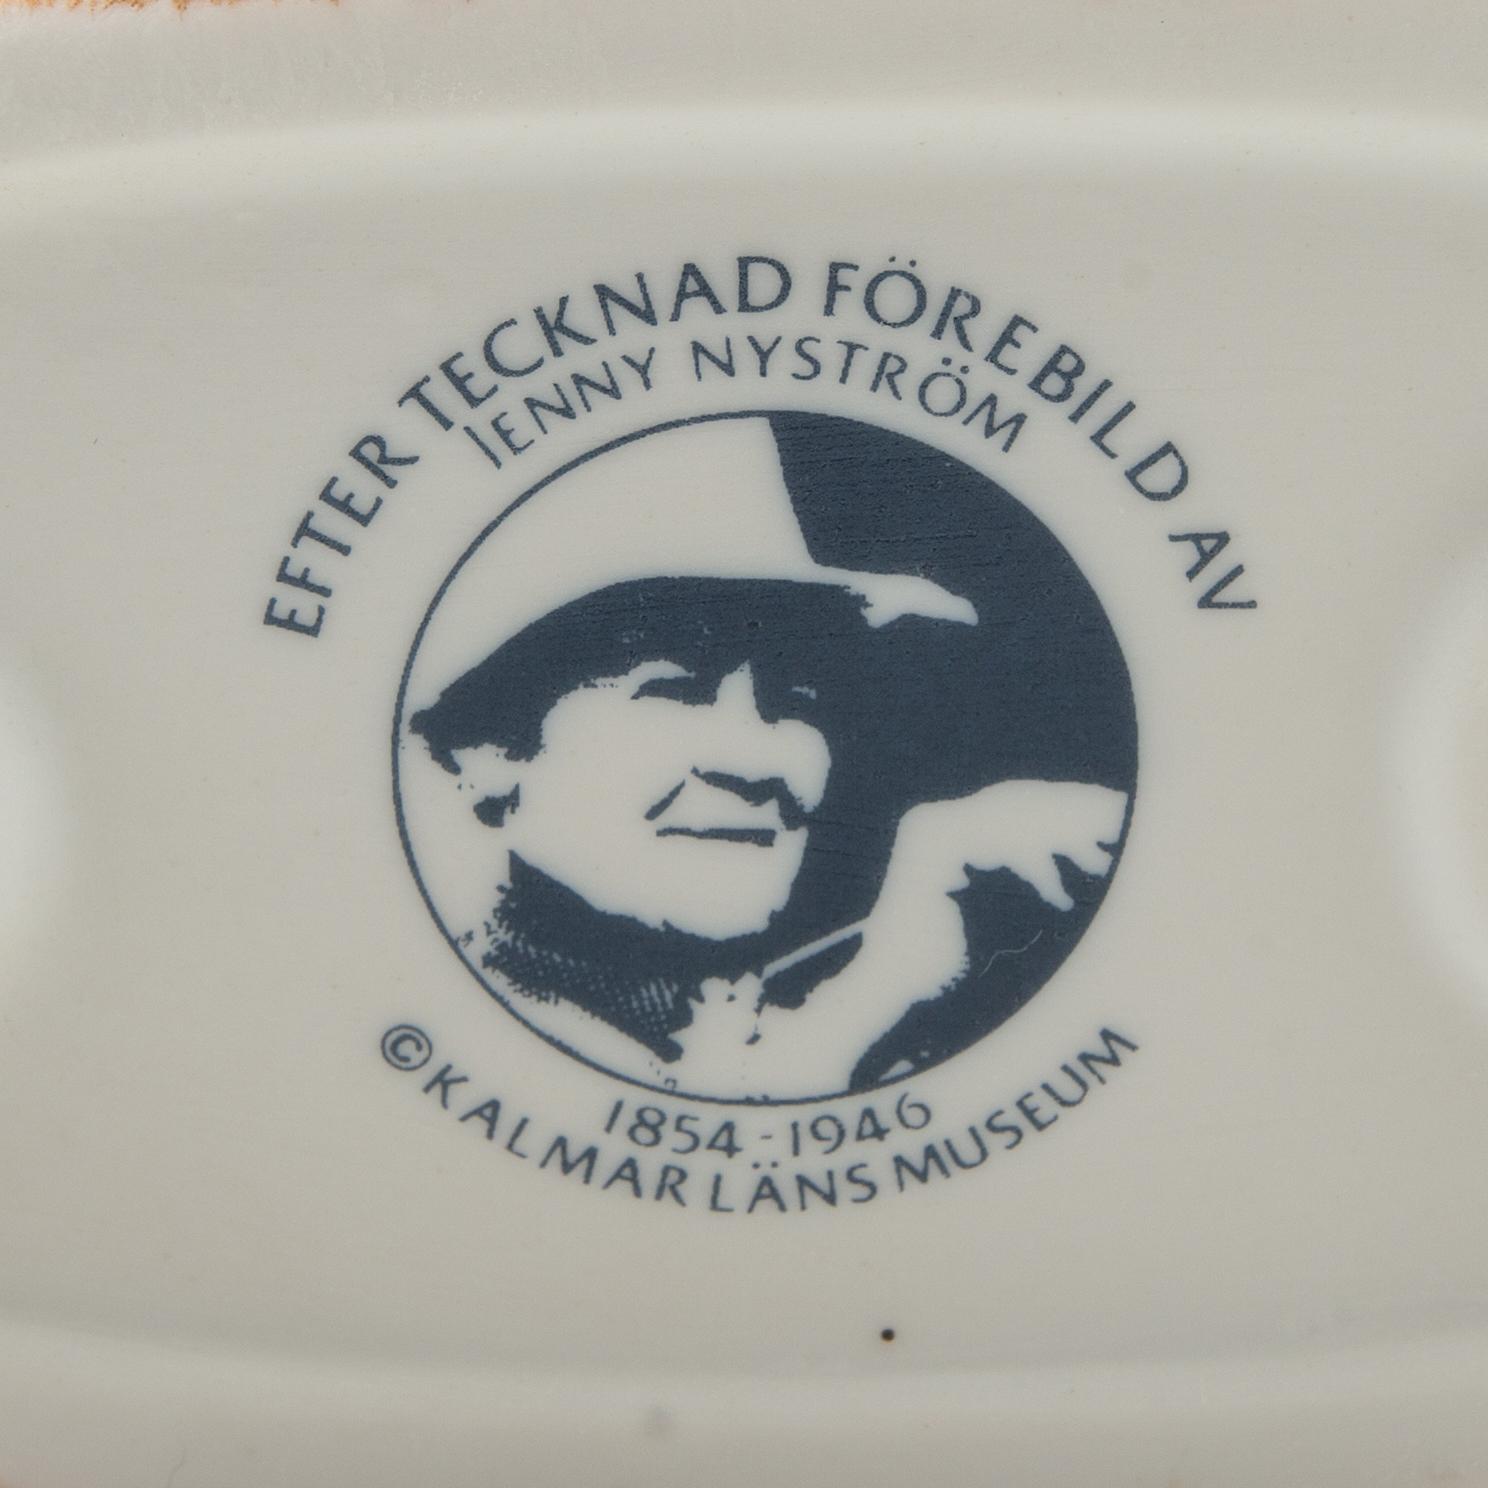 EFTER TECKNAD FÖREBILD AV
JENNY NYSTRÖM
1854-1946
©KALMAR LÄNS MUSEUM